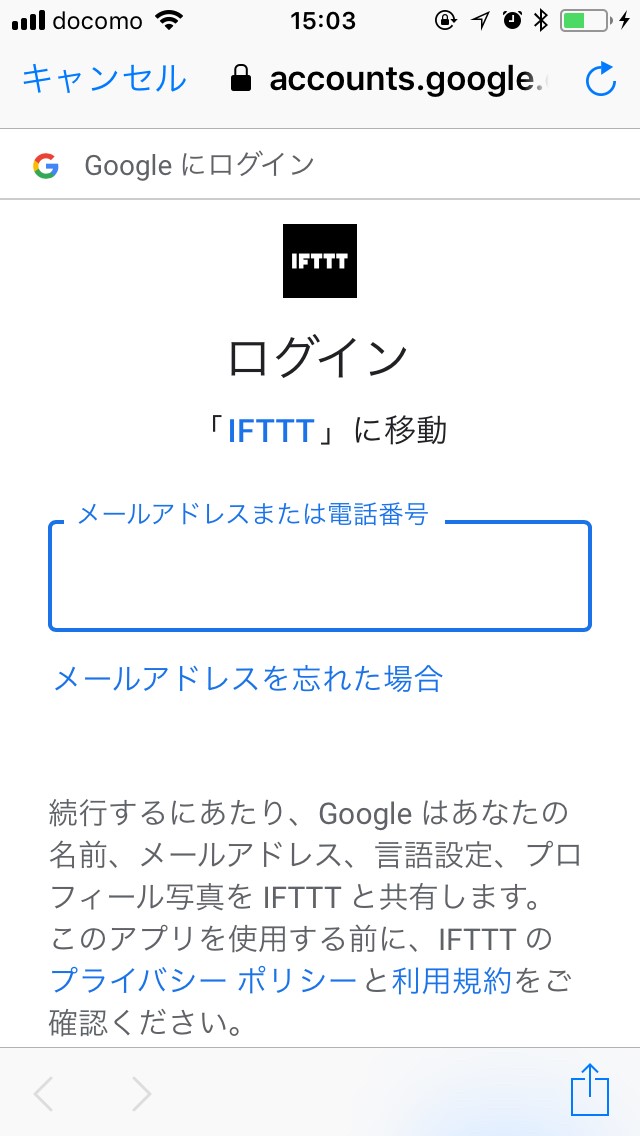 docomo 15:03
キャンセル accounts.google.
Google にログイン
IFTTT
ログイン
「IFTTT」に移動
メールアドレスまたは電話番号
メールアドレスを忘れた場合
続行するにあたり、Google はあなたの
名前、メールアドレス、言語設定、プロ
フィール写真を IFTTT と共有します。
このアプリを使用する前に、IFTTT の
プライバシー ポリシーと利用規約をご
確認ください。